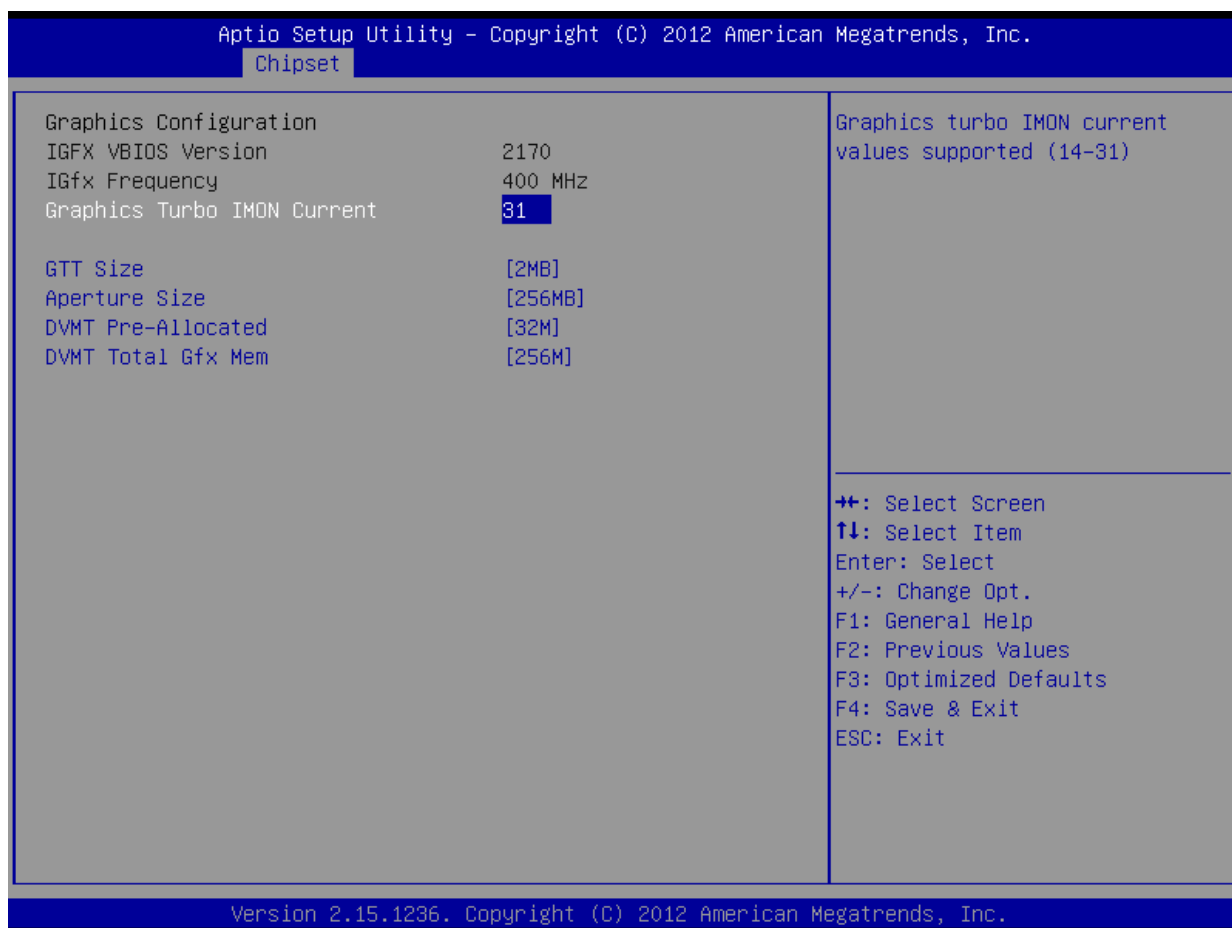 Aptio Setup Utility – Copyright (C) 2012 American Megatrends, Inc.
Chipset
Graphics Configuration
IGFX VBIOS Version 2170
IGfx Frequency 400 MHz
Graphics Turbo IMON Current 31
GTT Size [2MB]
Aperture Size [256MB]
DVMT Pre-Allocated [32M]
DVMT Total Gfx Mem [256M]
Graphics turbo IMON current
values supported (14-31)
→←: Select Screen
↑↓: Select Item
Enter: Select
+/-: Change Opt.
F1: General Help
F2: Previous Values
F3: Optimized Defaults
F4: Save & Exit
ESC: Exit
Version 2.15.1236. Copyright (C) 2012 American Megatrends, Inc.